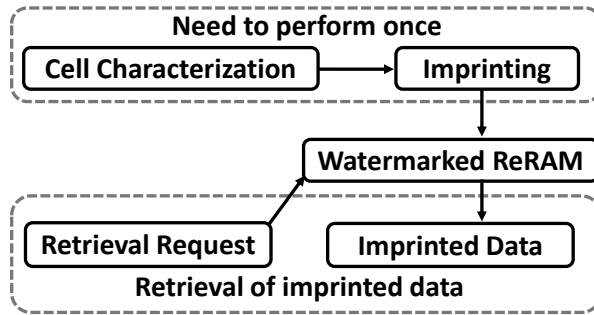 Need to perform once
Cell Characterization
Imprinting
Watermarked ReRAM
Retrieval Request
Imprinted Data
Retrieval of imprinted data